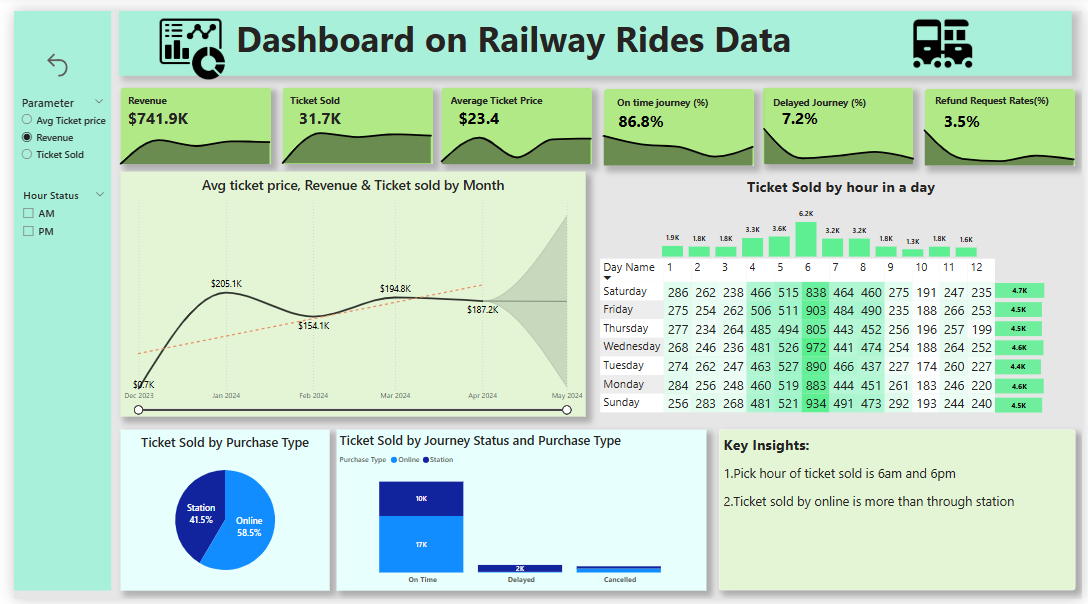 Dashboard on Railway Rides Data
Parameter
Avg Ticket price
Revenue
Ticket Sold
Hour Status
AM
PM
Revenue
$741.9K
Ticket Sold
31.7K
Average Ticket Price
$23.4
On time journey (%)
86.8%
Delayed Journey (%)
7.2%
Refund Request Rates(%)
3.5%
Avg ticket price, Revenue & Ticket sold by Month
$205.1K
$194.8K
$154.1K
$187.2K
$0.7K
Dec 2023 Jan 2024 Feb 2024 Mar 2024 Apr 2024 May 2024
Ticket Sold by hour in a day
1.9K 1.8K 1.8K 3.3K 3.6K 6.2K 3.2K 3.2K 1.8K 1.3K 1.8K 1.6K
Day Name 1 2 3 4 5 6 7 8 9 10 11 12
Saturday 286 262 238 466 515 838 464 460 275 191 247 235 4.7K
Friday 275 254 262 506 511 903 484 490 235 188 266 253 4.5K
Thursday 277 234 264 485 494 805 443 452 256 196 257 199 4.5K
Wednesday 268 246 236 481 526 972 441 474 254 188 264 252 4.6K
Tuesday 274 262 247 463 527 890 466 437 227 174 260 227 4.4K
Monday 284 256 248 460 519 883 444 451 261 183 246 220 4.6K
Sunday 256 283 268 481 521 934 491 473 292 193 244 240 4.5K
Ticket Sold by Purchase Type
Station
41.5%
Online
58.5%
Ticket Sold by Journey Status and Purchase Type
Purchase Type Online Station
10K
17K
2K
On Time Delayed Cancelled
Key Insights:
1.Pick hour of ticket sold is 6am and 6pm
2.Ticket sold by online is more than through station